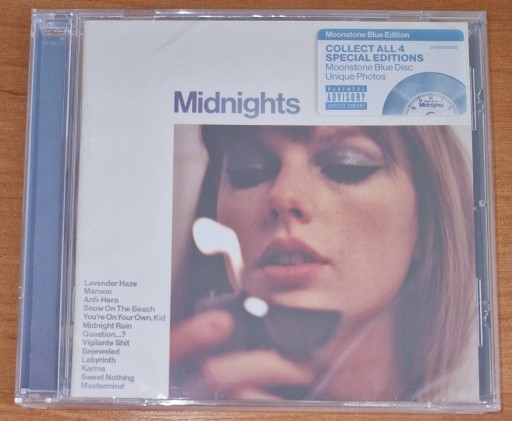 Moonstone Blue Edition
COLLECT ALL 4
SPECIAL EDITIONS
Moonstone Blue Disc
Unique Photos
PARENTAL
ADVISORY
EXPLICIT CONTENT
Midnights
Midnights
Lavender Haze
Maroon
Anti-Hero
Snow On The Beach
You're On Your Own, Kid
Midnight Rain
Question...?
Vigilante Shit
Bejeweled
Labyrinth
Karma
Sweet Nothing
Mastermind